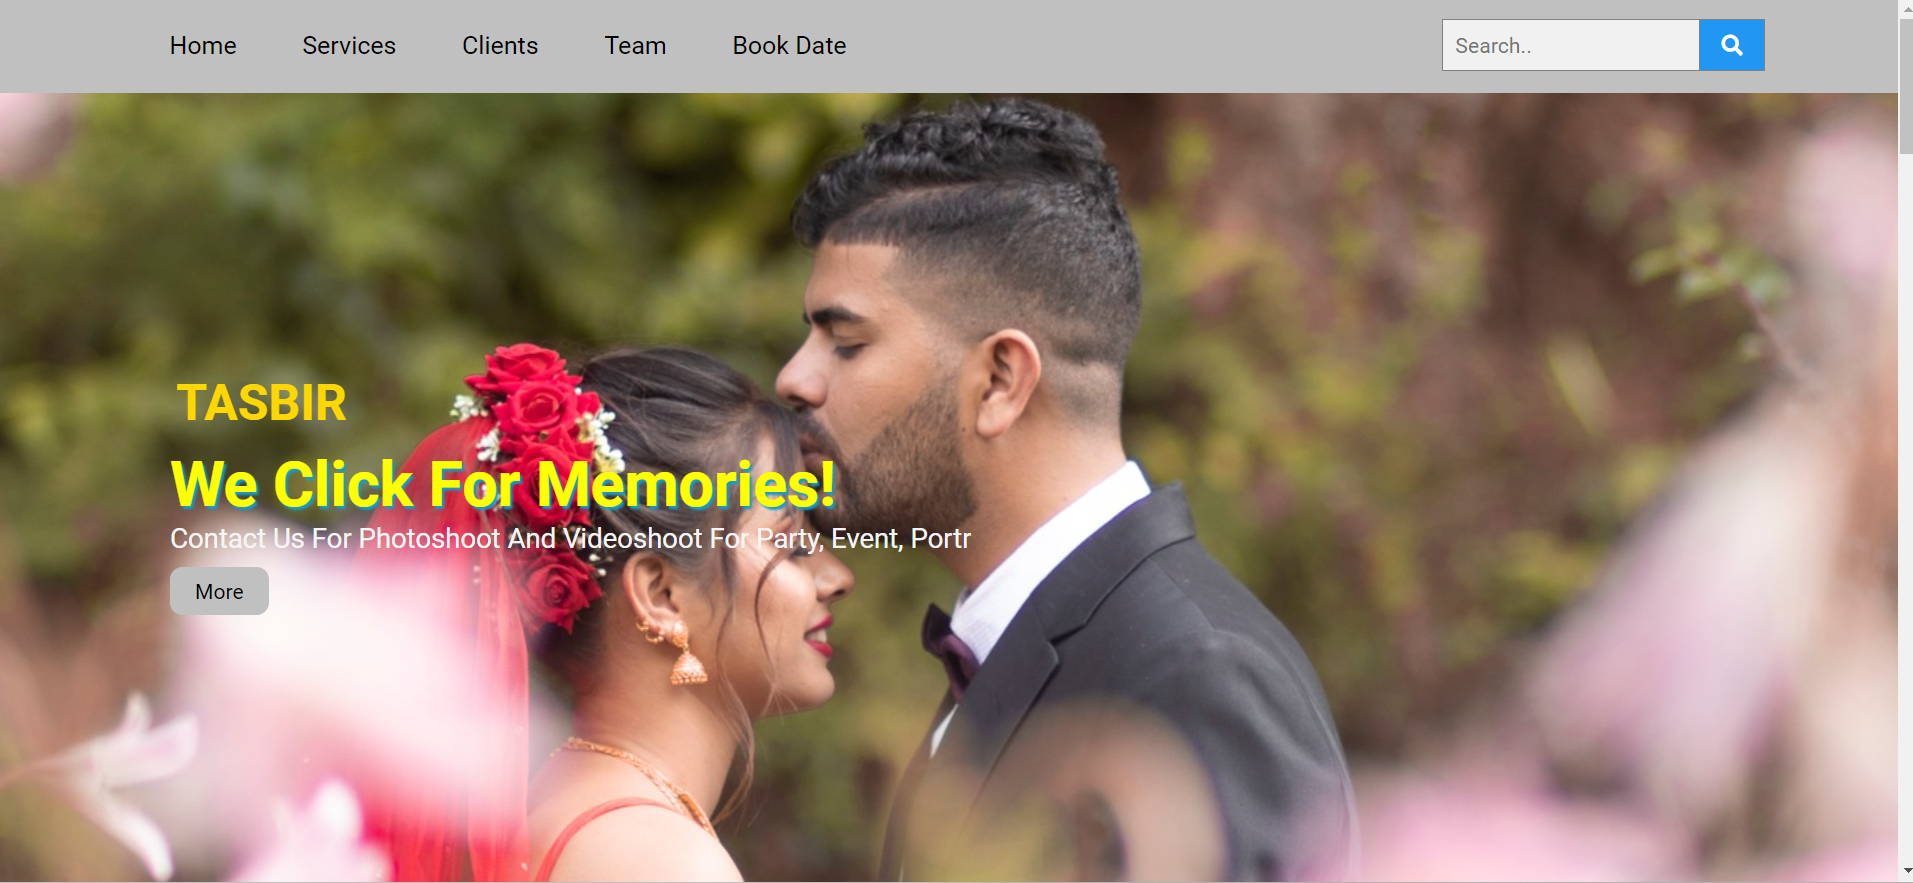 Home Services Clients Team Book Date Search..
TASBIR
We Click For Memories!
Contact Us For Photoshoot And Videoshoot For Party, Event, Portr
More